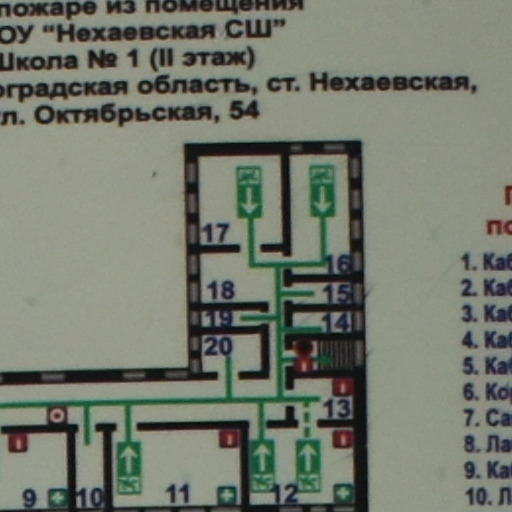 пожаре из помещения
ОУ “Нехаевская СШ”
Школа № 1 (II этаж)
оградская область, ст. Нехаевская,
л. Октябрьская, 54
17
16
18
15
19
14
20
13
9
10
11
12
1. Каб
2. Каб
3. Каб
4. Каб
5. Каб
6. Кор
7. Са
8. Ла
9. Каб
10. Л